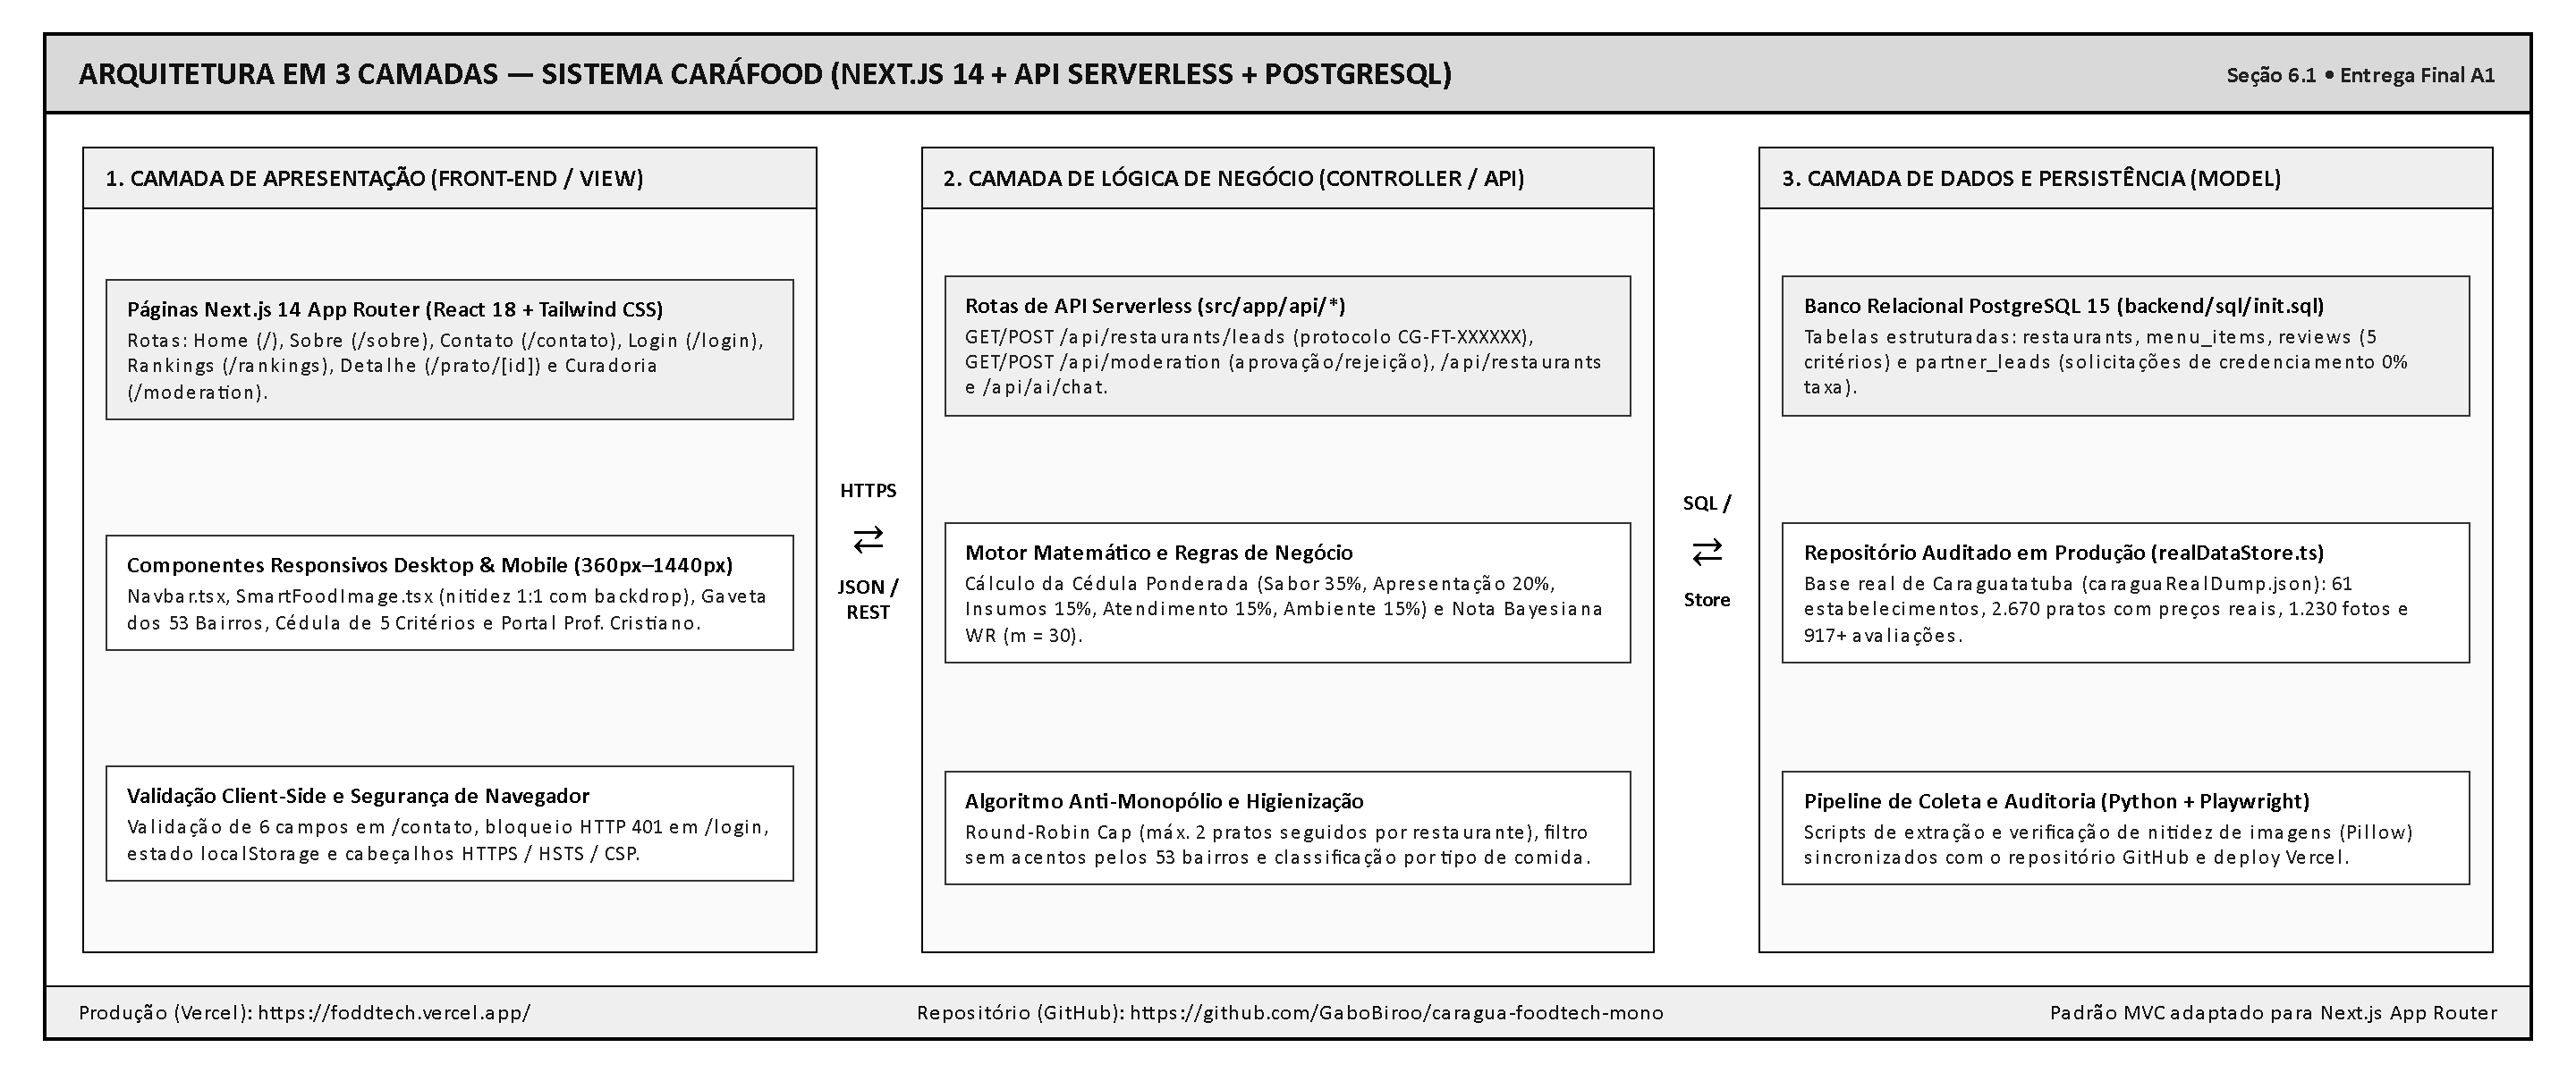 ARQUITETURA EM 3 CAMADAS — SISTEMA CARÁFOOD (NEXT.JS 14 + API SERVERLESS + POSTGRESQL)
Seção 6.1 • Entrega Final A1
1. CAMADA DE APRESENTAÇÃO (FRONT-END / VIEW)
Páginas Next.js 14 App Router (React 18 + Tailwind CSS)
Rotas: Home (/), Sobre (/sobre), Contato (/contato), Login (/login),
Rankings (/rankings), Detalhe (/prato/[id]) e Curadoria
(/moderation).
Componentes Responsivos Desktop & Mobile (360px–1440px)
Navbar.tsx, SmartFoodImage.tsx (nitidez 1:1 com backdrop), Gaveta
dos 53 Bairros, Cédula de 5 Critérios e Portal Prof. Cristiano.
Validação Client-Side e Segurança de Navegador
Validação de 6 campos em /contato, bloqueio HTTP 401 em /login,
estado localStorage e cabeçalhos HTTPS / HSTS / CSP.
HTTPS
⇄
JSON /
REST
2. CAMADA DE LÓGICA DE NEGÓCIO (CONTROLLER / API)
Rotas de API Serverless (src/app/api/*)
GET/POST /api/restaurants/leads (protocolo CG-FT-XXXXXX),
GET/POST /api/moderation (aprovação/rejeição), /api/restaurants
e /api/ai/chat.
Motor Matemático e Regras de Negócio
Cálculo da Cédula Ponderada (Sabor 35%, Apresentação 20%,
Insumos 15%, Atendimento 15%, Ambiente 15%) e Nota Bayesiana
WR (m = 30).
Algoritmo Anti-Monopólio e Higienização
Round-Robin Cap (máx. 2 pratos seguidos por restaurante), filtro
sem acentos pelos 53 bairros e classificação por tipo de comida.
SQL /
⇄
Store
3. CAMADA DE DADOS E PERSISTÊNCIA (MODEL)
Banco Relacional PostgreSQL 15 (backend/sql/init.sql)
Tabelas estruturadas: restaurants, menu_items, reviews (5
critérios) e partner_leads (solicitações de credenciamento 0%
taxa).
Repositório Auditado em Produção (realDataStore.ts)
Base real de Caraguatatuba (caraguaRealDump.json): 61
estabelecimentos, 2.670 pratos com preços reais, 1.230 fotos e
917+ avaliações.
Pipeline de Coleta e Auditoria (Python + Playwright)
Scripts de extração e verificação de nitidez de imagens (Pillow)
sincronizados com o repositório GitHub e deploy Vercel.
Produção (Vercel): https://foddtech.vercel.app/
Repositório (GitHub): https://github.com/GaboBiroo/caragua-foodtech-mono
Padrão MVC adaptado para Next.js App Router